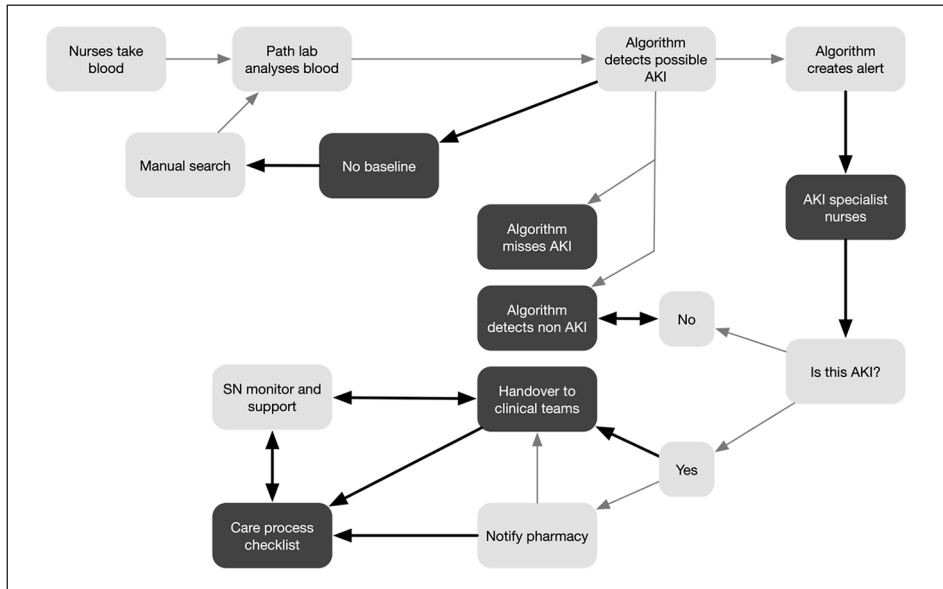 Nurses take
blood
Path lab
analyses blood
Algorithm
detects possible
AKI
Algorithm
creates alert
Manual search
No baseline
AKI specialist
nurses
Algorithm
misses AKI
Algorithm
detects non AKI
No
Is this AKI?
SN monitor and
support
Handover to
clinical teams
Yes
Care process
checklist
Notify pharmacy